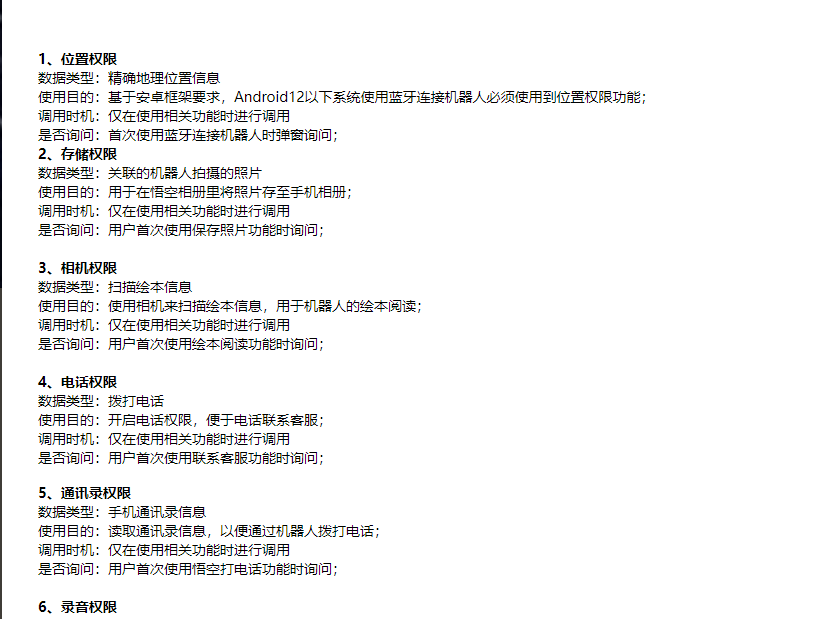 1、位置权限
数据类型：精确地理位置信息
使用目的：基于安卓框架要求，Android12以下系统使用蓝牙连接机器人必须使用到位置权限功能；
调用时机：仅在使用相关功能时进行调用
是否询问：首次使用蓝牙连接机器人时弹窗询问；
2、存储权限
数据类型：关联的机器人拍摄的照片
使用目的：用于在悟空相册里将照片存至手机相册；
调用时机：仅在使用相关功能时进行调用
是否询问：用户首次使用保存照片功能时询问；
3、相机权限
数据类型：扫描绘本信息
使用目的：使用相机来扫描绘本信息，用于机器人的绘本阅读；
调用时机：仅在使用相关功能时进行调用
是否询问：用户首次使用绘本阅读功能时询问；
4、电话权限
数据类型：拨打电话
使用目的：开启电话权限，便于电话联系客服；
调用时机：仅在使用相关功能时进行调用
是否询问：用户首次使用联系客服功能时询问；
5、通讯录权限
数据类型：手机通讯录信息
使用目的：读取通讯录信息，以便通过机器人拨打电话；
调用时机：仅在使用相关功能时进行调用
是否询问：用户首次使用悟空打电话功能时询问；
6、录音权限